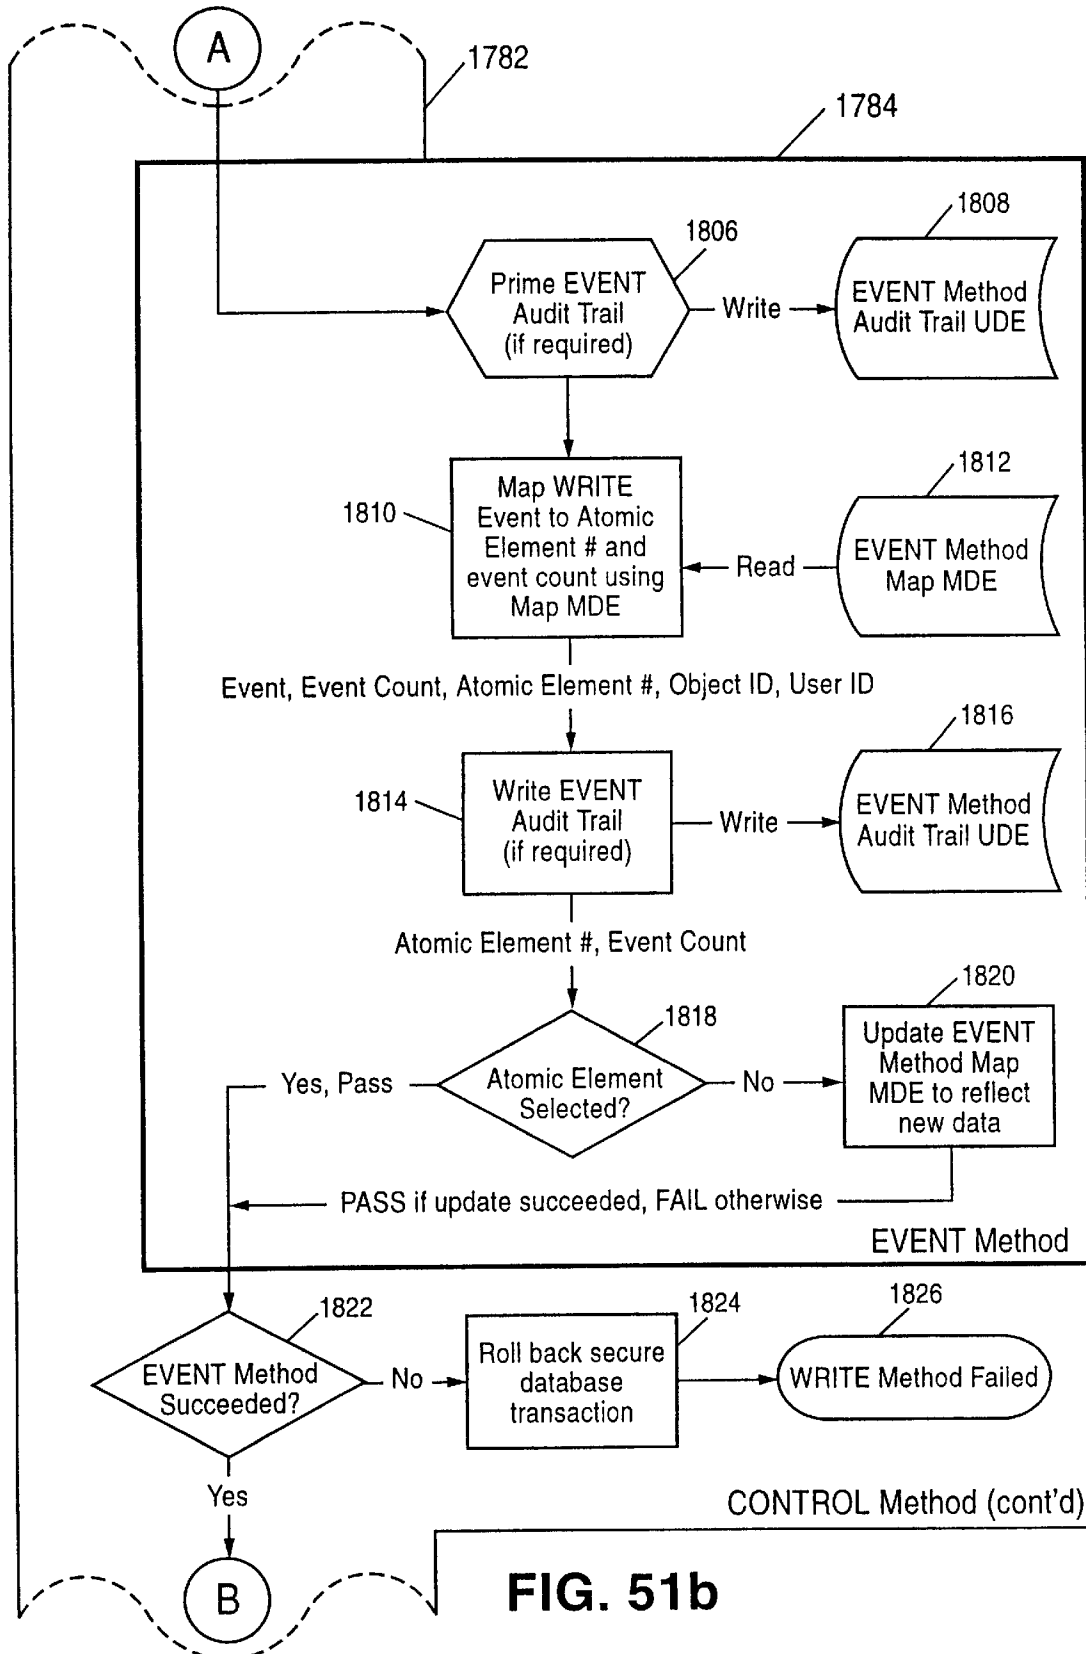 A
1782
1784
1808
1806
Prime EVENT
Audit Trail
(if required)
Write
EVENT Method
Audit Trail UDE
1812
1810
Map WRITE
Event to Atomic
Element # and
event count using
Map MDE
Read
EVENT Method
Map MDE
Event, Event Count, Atomic Element #, Object ID, User ID
1816
1814
Write EVENT
Audit Trail
(if required)
Write
EVENT Method
Audit Trail UDE
Atomic Element #, Event Count
1820
1818
Yes, Pass
Atomic Element
Selected?
No
Update EVENT
Method Map
MDE to reflect
new data
PASS if update succeeded, FAIL otherwise
EVENT Method
1822
1824
1826
EVENT Method
Succeeded?
No
Roll back secure
database
transaction
WRITE Method Failed
Yes
CONTROL Method (cont'd)
B
FIG. 51b